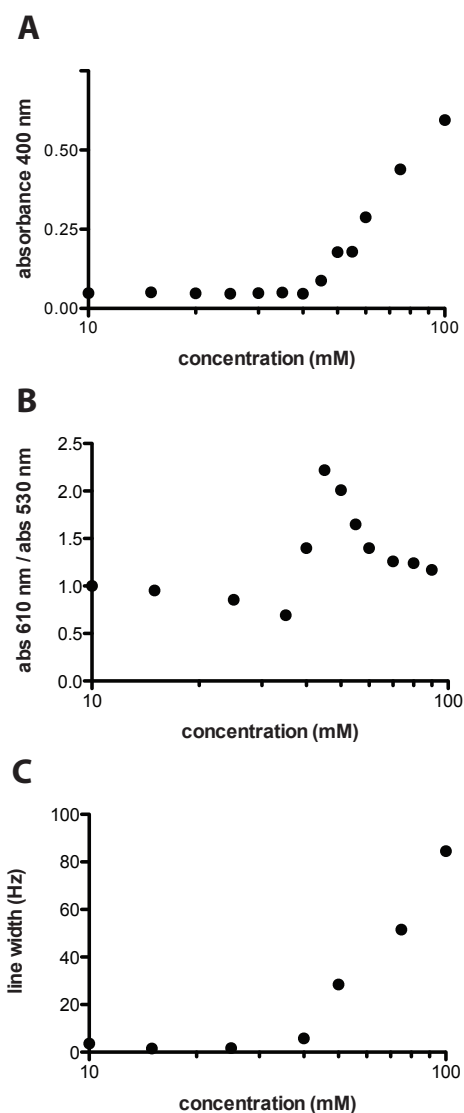 A
absorbance 400 nm
0.50
0.25
0.00
10
100
concentration (mM)
B
abs 610 nm / abs 530 nm
2.5
2.0
1.5
1.0
0.5
0.0
10
100
concentration (mM)
C
line width (Hz)
100
80
60
40
20
0
10
100
concentration (mM)